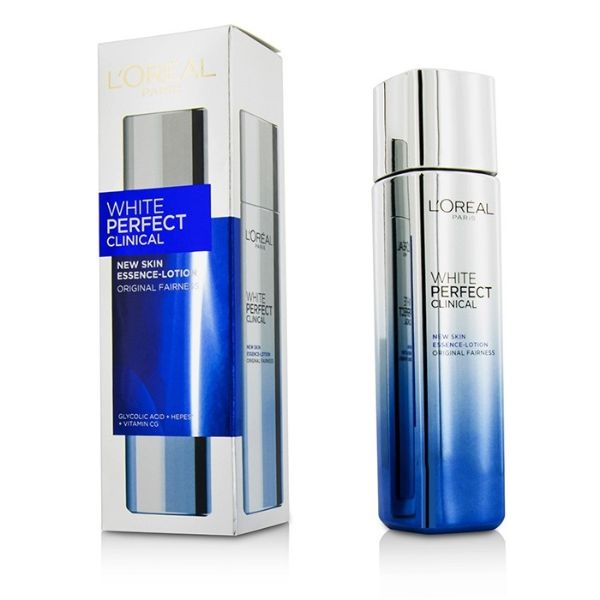 L'ORÉAL
PARIS
WHITE
PERFECT
CLINICAL
NEW SKIN
ESSENCE-LOTION
ORIGINAL FAIRNESS
GLYCOLIC ACID + HEPES
+ VITAMIN CG
L'ORÉAL
PARIS
WHITE
PERFECT
CLINICAL
NEW SKIN
ESSENCE-LOTION
ORIGINAL FAIRNESS
L'ORÉAL
PARIS
WHITE
PERFECT
CLINICAL
NEW SKIN
ESSENCE-LOTION
ORIGINAL FAIRNESS